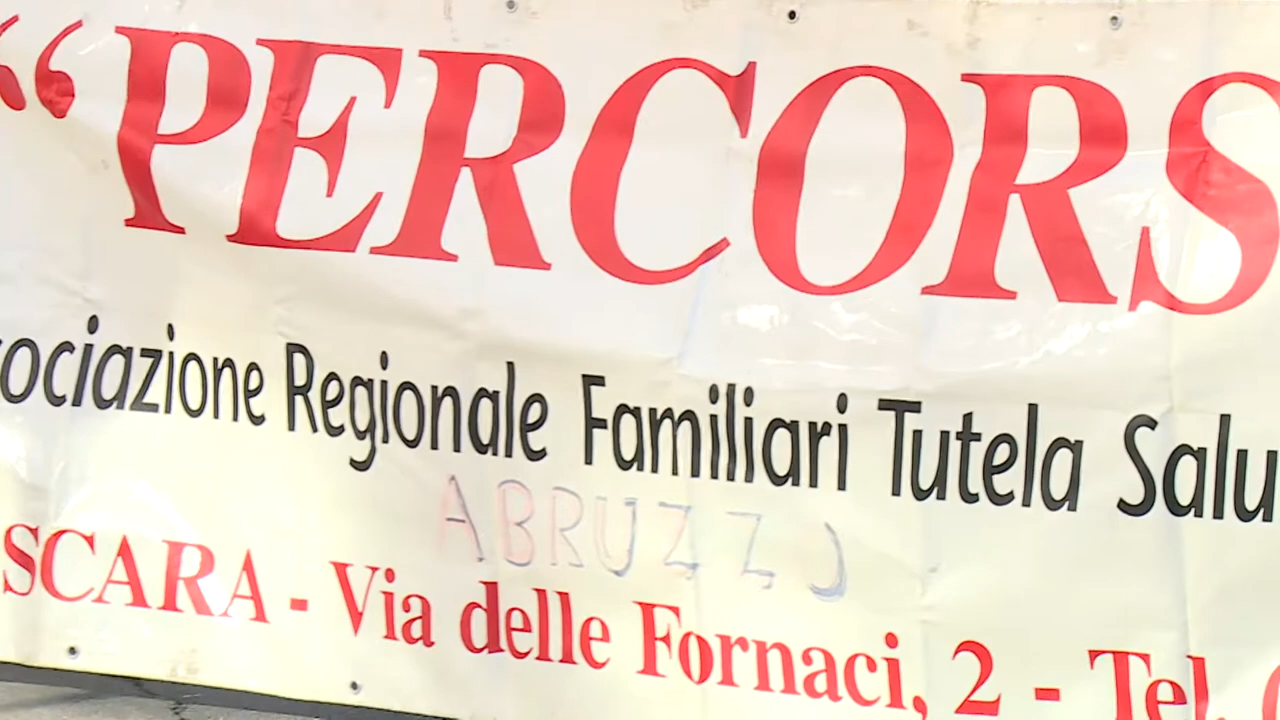 “PERCORS
ociazione Regionale Familiari Tutela Salu
ABRUZZO
SCARA - Via delle Fornaci, 2 - Tel. (